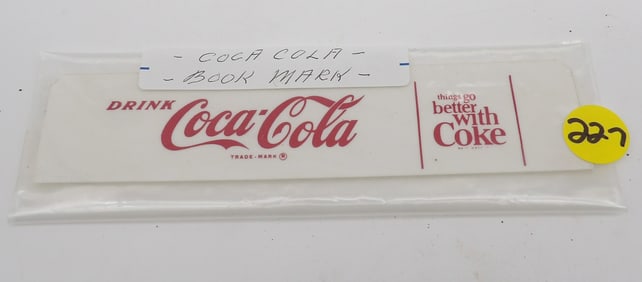 - COCA COLA -
- BOOK MARK -
DRINK Coca-Cola
TRADE-MARK ®
things go
better
with
Coke
227